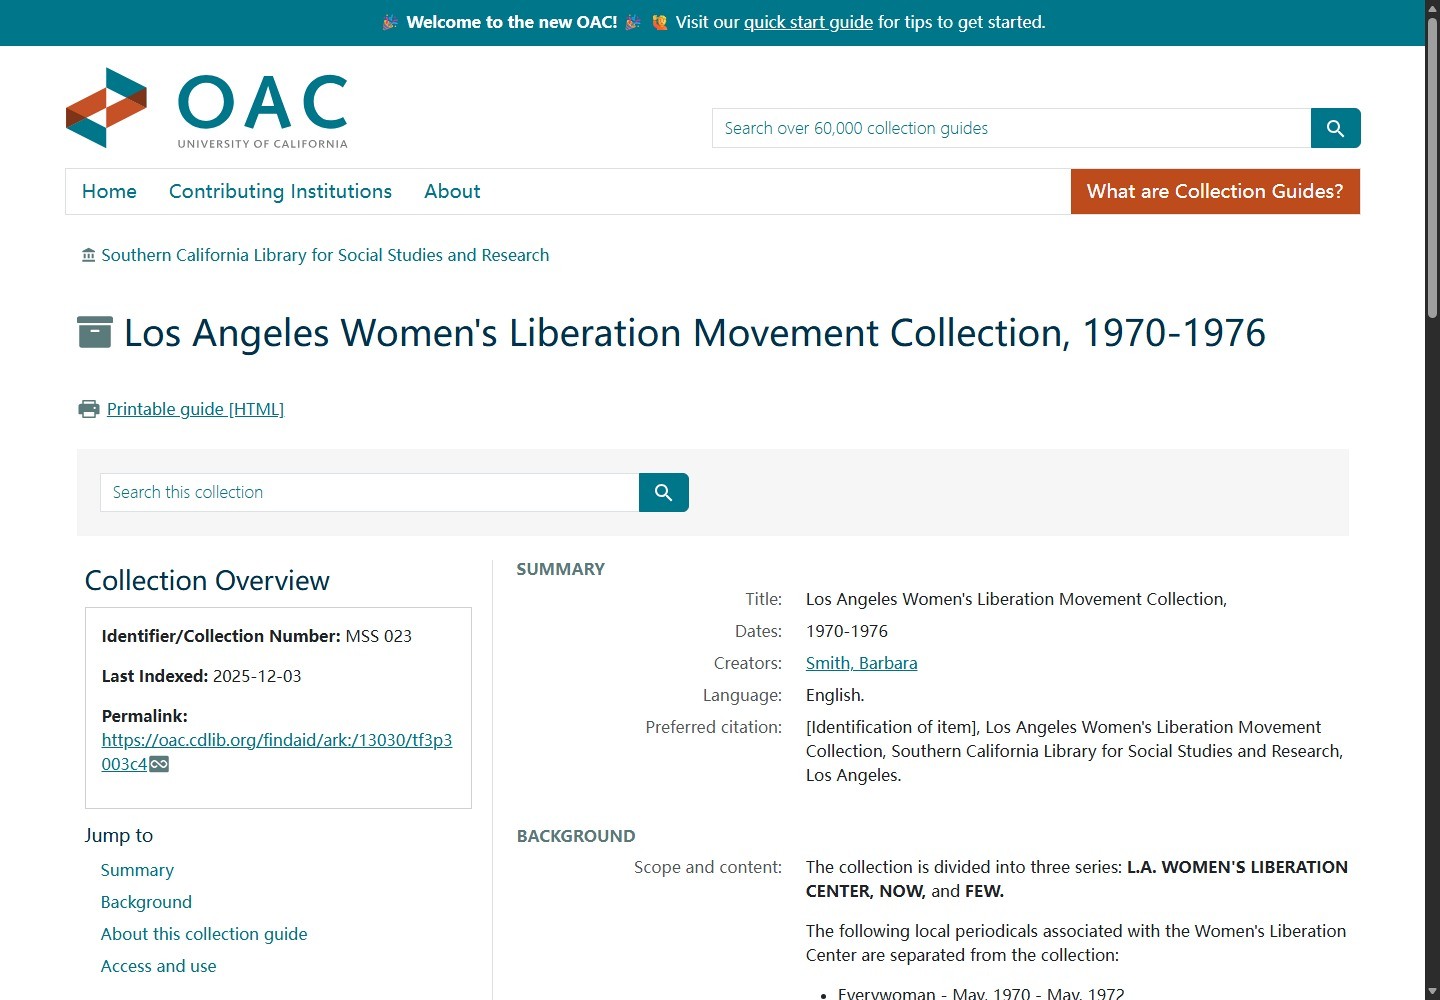 🎉 Welcome to the new OAC! 🎉 🙋 Visit our quick start guide for tips to get started.
OAC
UNIVERSITY OF CALIFORNIA
Search over 60,000 collection guides
Home
Contributing Institutions
About
What are Collection Guides?
Southern California Library for Social Studies and Research
Los Angeles Women's Liberation Movement Collection, 1970-1976
Printable guide [HTML]
Search this collection
Collection Overview
Identifier/Collection Number: MSS 023
Last Indexed: 2025-12-03
Permalink:
https://oac.cdlib.org/findaid/ark:/13030/tf3p3
003c4
Jump to
Summary
Background
About this collection guide
Access and use
SUMMARY
Title: Los Angeles Women's Liberation Movement Collection,
Dates: 1970-1976
Creators: Smith, Barbara
Language: English.
Preferred citation: [Identification of item], Los Angeles Women's Liberation Movement
Collection, Southern California Library for Social Studies and Research,
Los Angeles.
BACKGROUND
Scope and content: The collection is divided into three series: L.A. WOMEN'S LIBERATION
CENTER, NOW, and FEW.
The following local periodicals associated with the Women's Liberation
Center are separated from the collection:
• Everywoman - May, 1970 - May, 1972